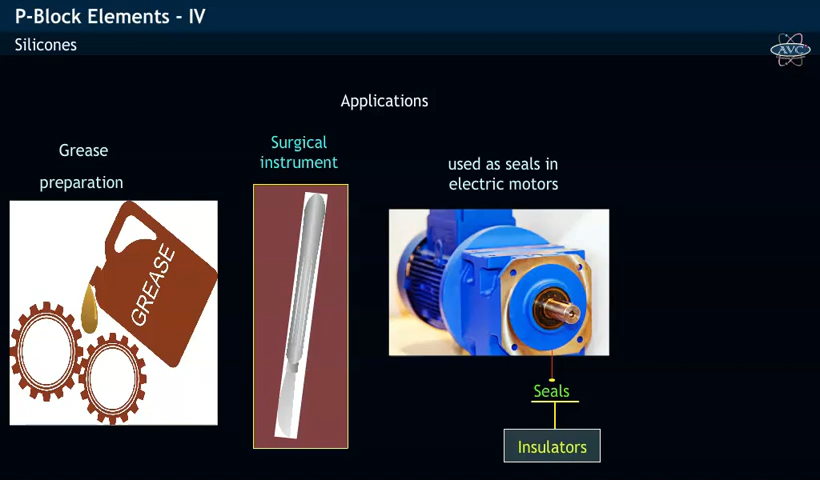 P-Block Elements - IV
Silicones
AVC
Applications
Grease
preparation
Surgical
instrument
used as seals in
electric motors
GREASE
Seals
Insulators